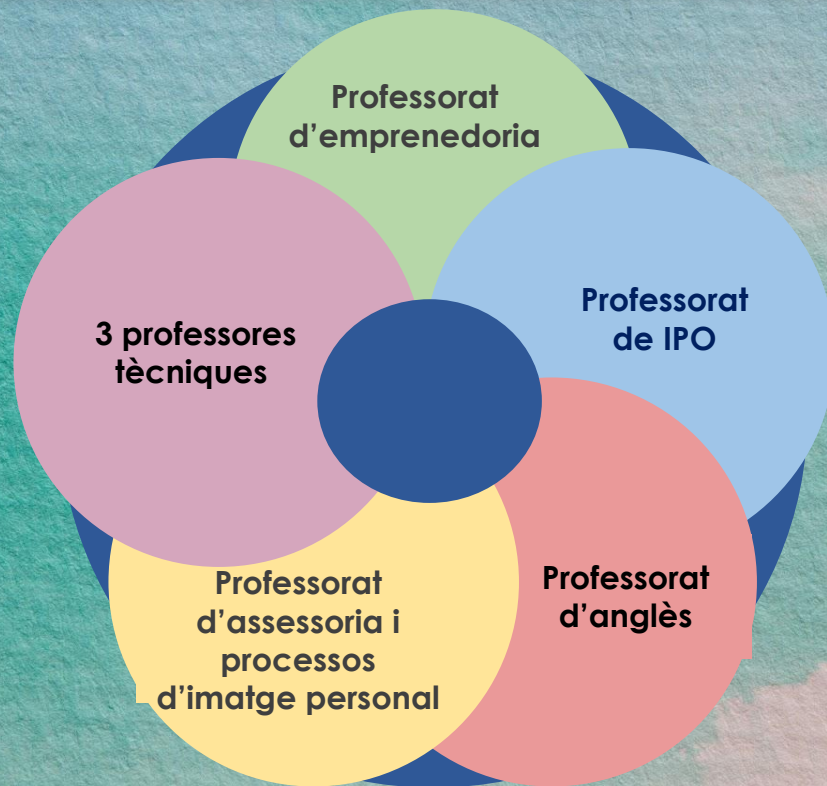 Professorat
d'emprenedoria
Professorat
de IPO
3 professores
tècniques
Professorat
d'assessoria i
processos
d'imatge personal
Professorat
d'anglès